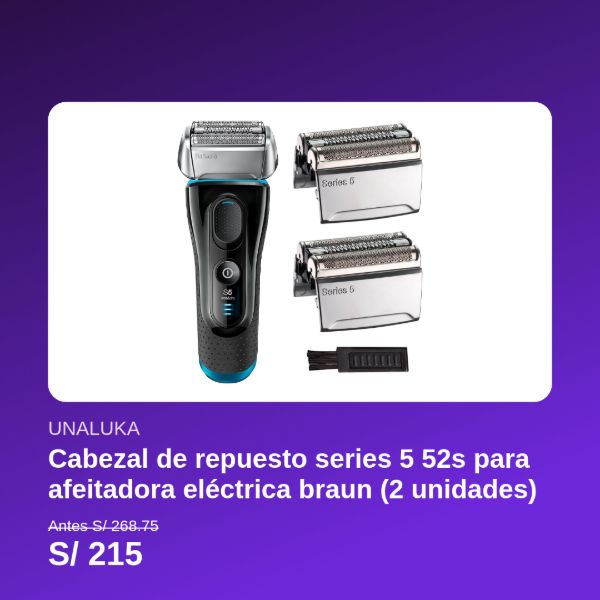 Series 5
Series 5
S5
UNALUKA
Cabezal de repuesto series 5 52s para
afeitadora eléctrica braun (2 unidades)
Antes S/ 268.75
S/ 215